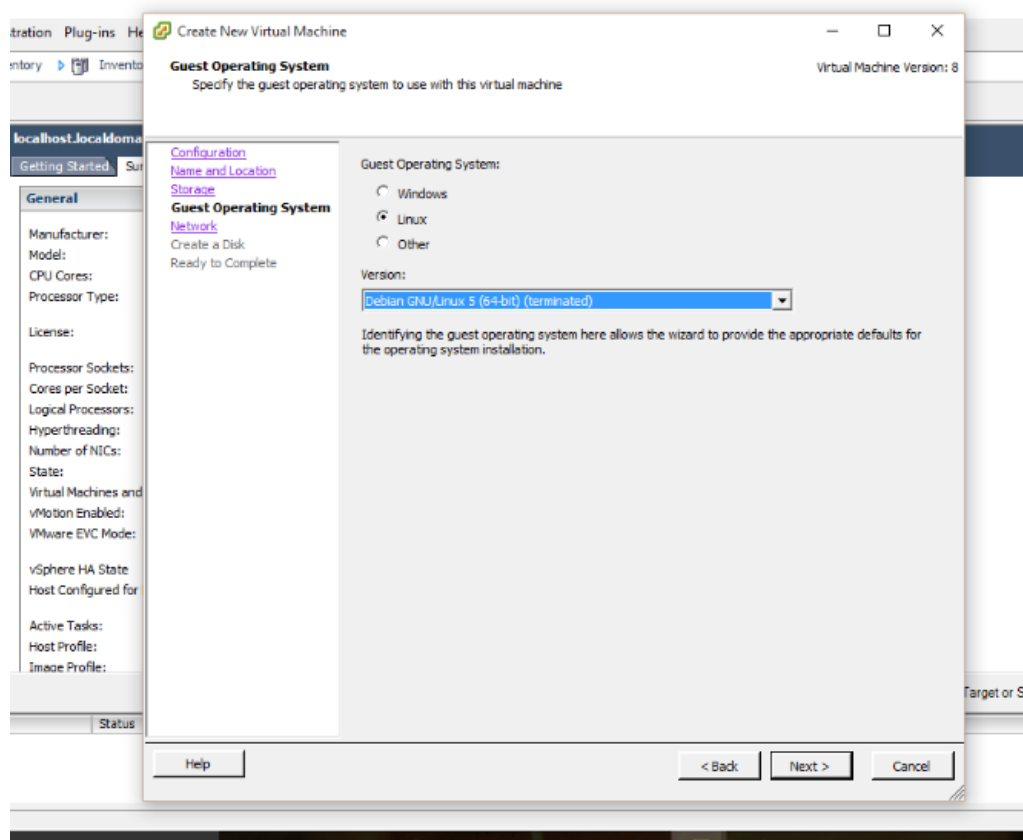 stration Plug-ins He
entory Invento
Create New Virtual Machine
Guest Operating System
Specify the guest operating system to use with this virtual machine
Virtual Machine Version: 8
localhost.localdoma
Getting Started Sur
General
Manufacturer:
Model:
CPU Cores:
Processor Type:
License:
Processor Sockets:
Cores per Socket:
Logical Processors:
Hyperthreading:
Number of NICs:
State:
Virtual Machines and
vMotion Enabled:
VMware EVC Mode:
vSphere HA State
Host Configured for
Active Tasks:
Host Profile:
Image Profile:
Status
Configuration
Name and Location
Storage
Guest Operating System
Network
Create a Disk
Ready to Complete
Guest Operating System:
Windows
Linux
Other
Version:
Debian GNU/Linux 5 (64-bit) (terminated)
Identifying the guest operating system here allows the wizard to provide the appropriate defaults for
the operating system installation.
Target or S
Help
< Back
Next >
Cancel